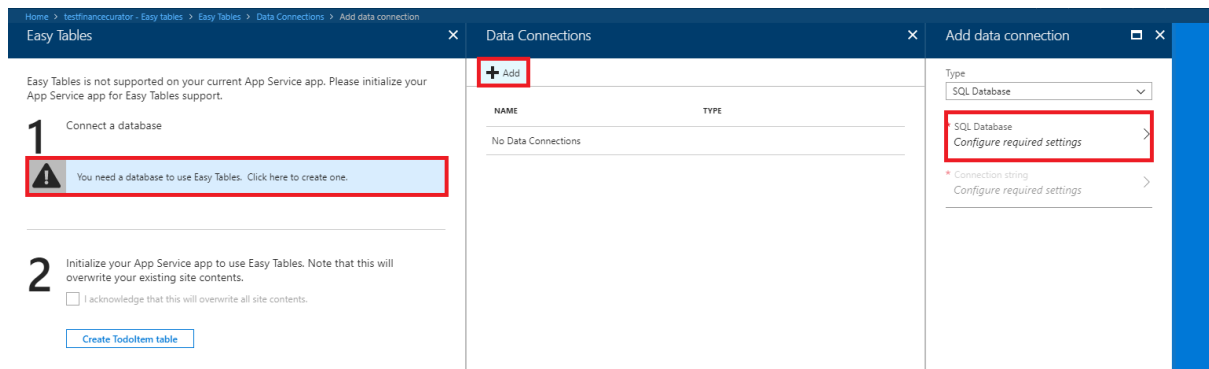 Home > testfinancecurator - Easy tables > Easy Tables > Data Connections > Add data connection
Easy Tables
Easy Tables is not supported on your current App Service app. Please initialize your
App Service app for Easy Tables support.
1
Connect a database
You need a database to use Easy Tables. Click here to create one.
2
Initialize your App Service app to use Easy Tables. Note that this will
overwrite your existing site contents.
I acknowledge that this will overwrite all site contents.
Create TodoItem table
Data Connections
Add
NAME TYPE
No Data Connections
Add data connection
Type
SQL Database
* SQL Database
Configure required settings
* Connection string
Configure required settings